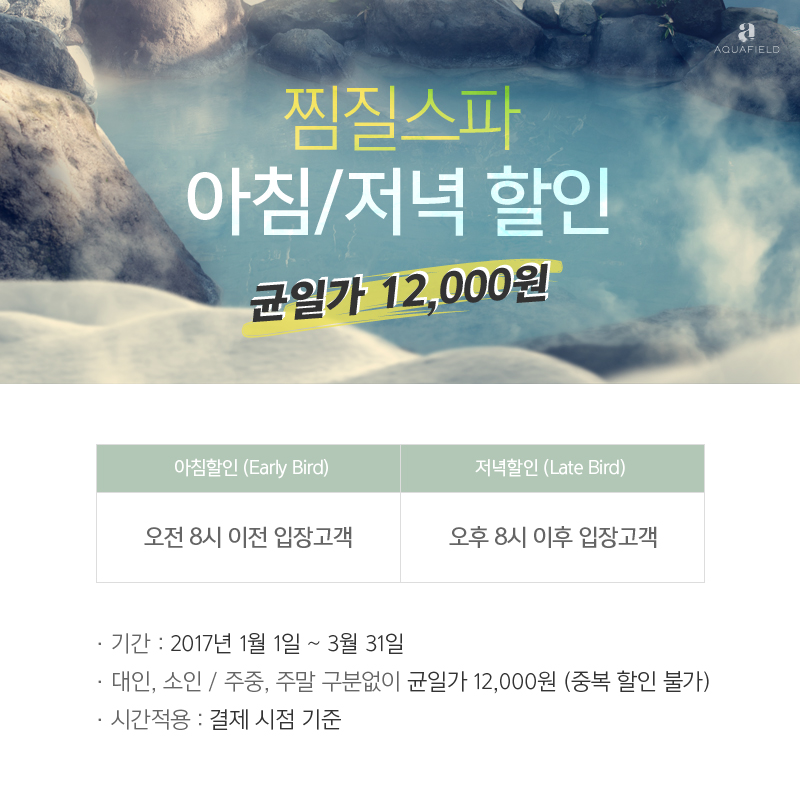 AQUAFIELD
찜질스파
아침/저녁 할인
균일가 12,000원
아침할인 (Early Bird)
저녁할인 (Late Bird)
오전 8시 이전 입장고객
오후 8시 이후 입장고객
· 기간 : 2017년 1월 1일 ~ 3월 31일
· 대인, 소인 / 주중, 주말 구분없이 균일가 12,000원 (중복 할인 불가)
· 시간적용 : 결제 시점 기준